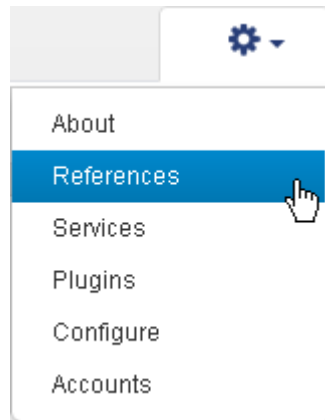 About
References
Services
Plugins
Configure
Accounts